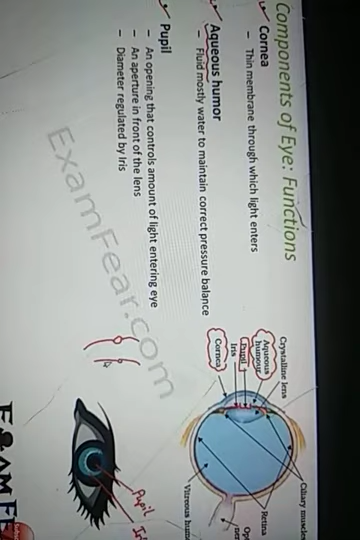 Components of Eye: Functions
Cornea
– Thin membrane through which light enters
Aqueous humor
– Fluid mostly water to maintain correct pressure balance
Pupil
– An opening that controls amount of light entering eye
– An aperture in front of the lens
– Diameter regulated by Iris
ExamFear.com
Crystalline lens
Aqueous
humour
Pupil
Iris
Cornea
Ciliary muscles
Retina
Vitreous
Pupil